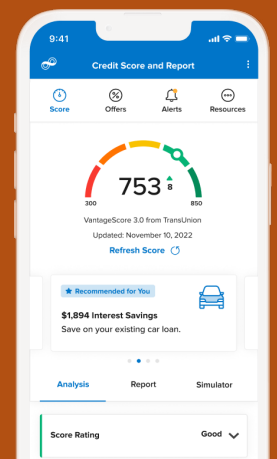 9:41
Credit Score and Report
Score
Offers
Alerts
Resources
753
8
300
850
VantageScore 3.0 from TransUnion
Updated: November 10, 2022
Refresh Score
Recommended for You
$1,894 Interest Savings
Save on your existing car loan.
Analysis
Report
Simulator
Score Rating
Good